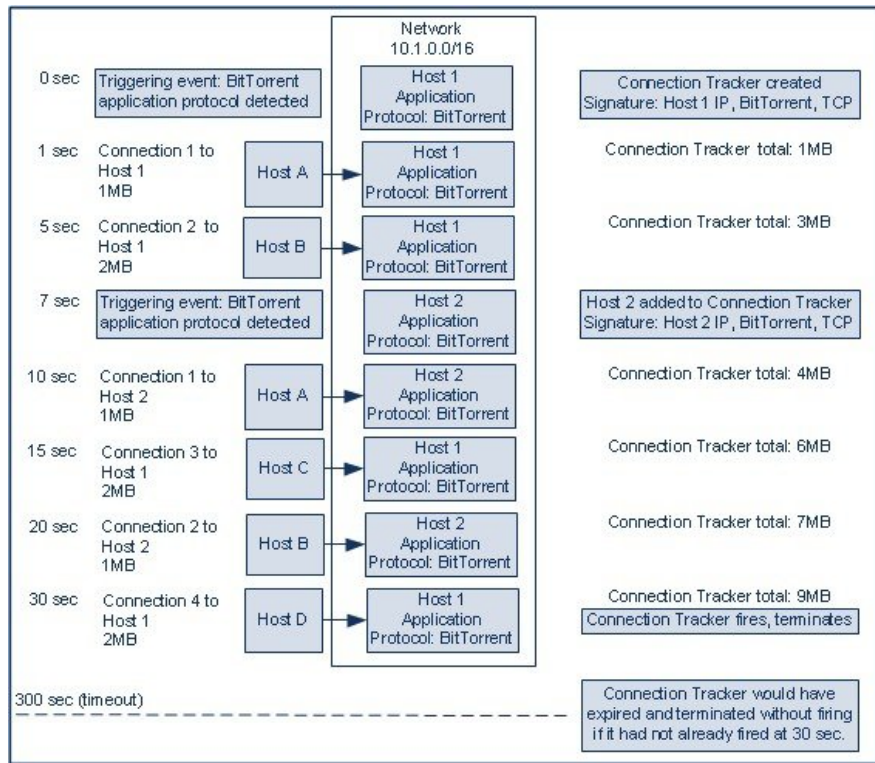 Network
10.1.0.0/16
0 sec
Triggering event: BitTorrent
application protocol detected
Host 1
Application
Protocol: BitTorrent
Connection Tracker created
Signature: Host 1 IP, BitTorrent, TCP
1 sec
Connection 1 to
Host 1
1MB
Host A
Host 1
Application
Protocol: BitTorrent
Connection Tracker total: 1MB
5 sec
Connection 2 to
Host 1
2MB
Host B
Host 1
Application
Protocol: BitTorrent
Connection Tracker total: 3MB
7 sec
Triggering event: BitTorrent
application protocol detected
Host 2
Application
Protocol: BitTorrent
Host 2 added to Connection Tracker
Signature: Host 2 IP, BitTorrent, TCP
10 sec
Connection 1 to
Host 2
1MB
Host A
Host 2
Application
Protocol: BitTorrent
Connection Tracker total: 4MB
15 sec
Connection 3 to
Host 1
2MB
Host C
Host 1
Application
Protocol: BitTorrent
Connection Tracker total: 6MB
20 sec
Connection 2 to
Host 2
1MB
Host B
Host 2
Application
Protocol: BitTorrent
Connection Tracker total: 7MB
30 sec
Connection 4 to
Host 1
2MB
Host D
Host 1
Application
Protocol: BitTorrent
Connection Tracker total: 9MB
Connection Tracker fires, terminates
300 sec (timeout)
Connection Tracker would have
expired and terminated without firing
if it had not already fired at 30 sec.